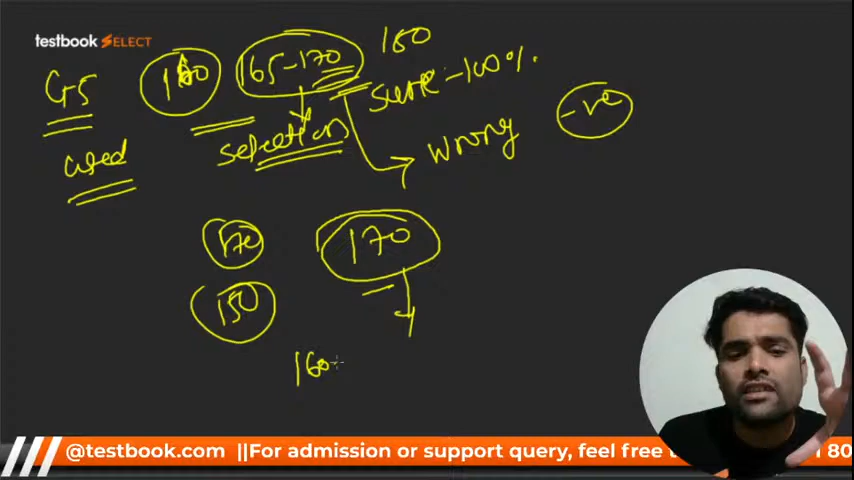 testbook SELECT
GS
180
165-170
180
sure - 100%.
selection
wrong
-ve
170
170
150
160-
@testbook.com ||For admission or support query, feel free
80